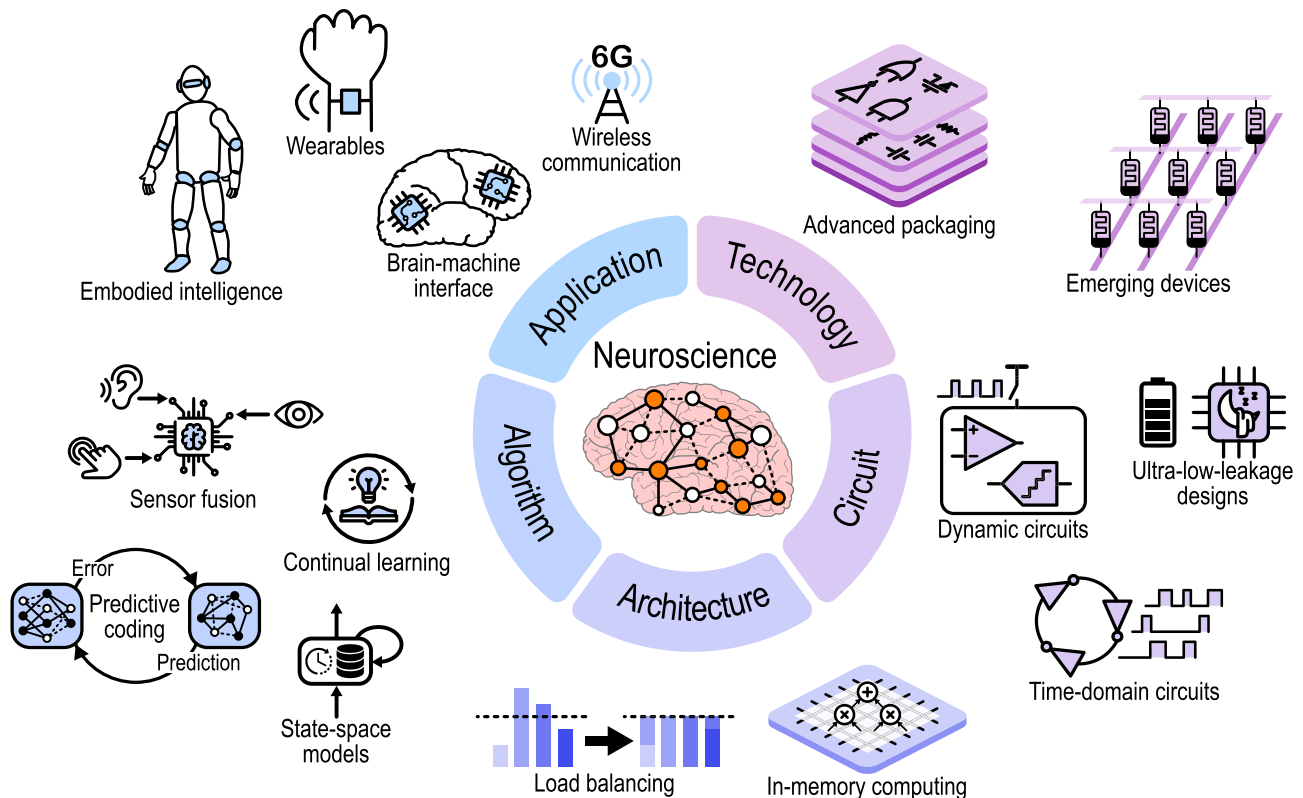 6G
Wearables
Wireless
communication
Embodied intelligence
Brain-machine
interface
Advanced packaging
Emerging devices
Application
Technology
Neuroscience
Algorithm
Circuit
Architecture
Sensor fusion
Continual learning
Error
Predictive
coding
Prediction
State-space
models
Load balancing
In-memory computing
+
×
×
+
-
Dynamic circuits
z
z
z
Ultra-low-leakage
designs
Time-domain circuits